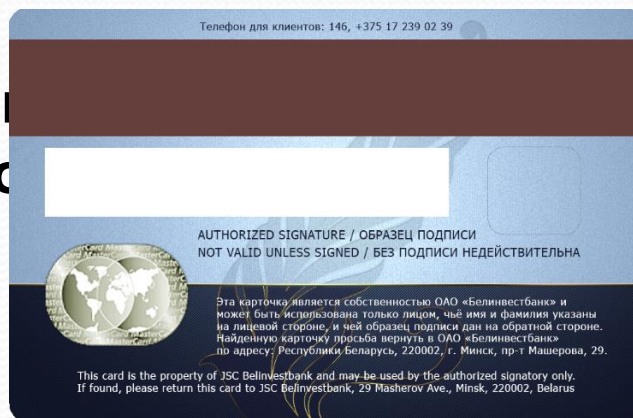 Телефон для клиентов: 146, +375 17 239 02 39
AUTHORIZED SIGNATURE / ОБРАЗЕЦ ПОДПИСИ
NOT VALID UNLESS SIGNED / БЕЗ ПОДПИСИ НЕДЕЙСТВИТЕЛЬНА
MasterCard
Эта карточка является собственностью ОАО «Белинвестбанк» и
может быть использована только лицом, чьё имя и фамилия указаны
на лицевой стороне, и чей образец подписи дан на обратной стороне.
Найденную карточку просьба вернуть в ОАО «Белинвестбанк»
по адресу: Республики Беларусь, 220002, г. Минск, пр-т Машерова, 29.
This card is the property of JSC Belinvestbank and may be used by the authorized signatory only.
If found, please return this card to JSC Belinvestbank, 29 Masherov Ave., Minsk, 220002, Belarus